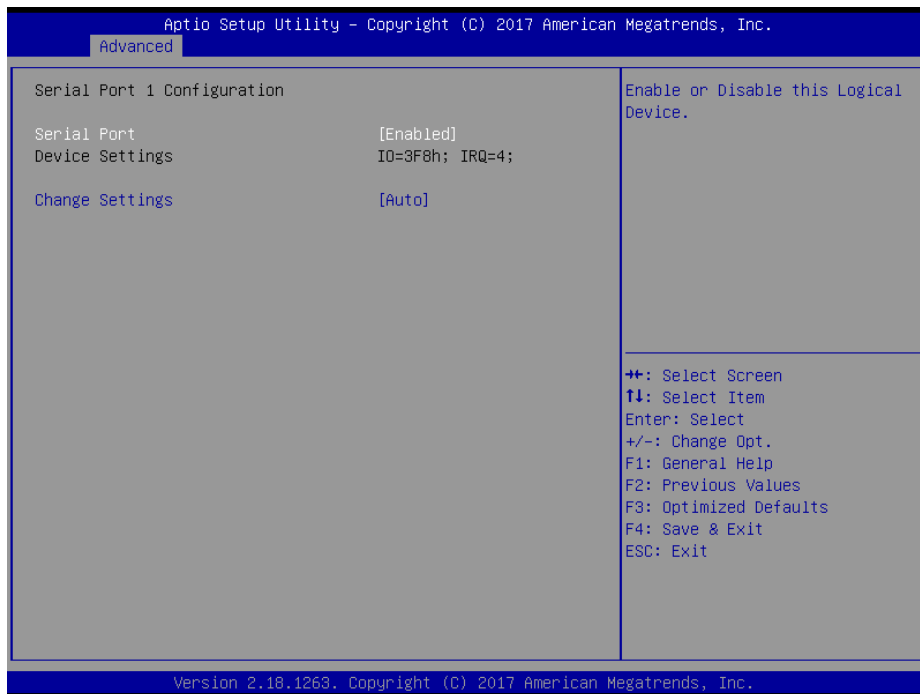 Aptio Setup Utility – Copyright (C) 2017 American Megatrends, Inc.
Advanced
Serial Port 1 Configuration
Serial Port [Enabled]
Device Settings IO=3F8h; IRQ=4;
Change Settings [Auto]
Enable or Disable this Logical
Device.
→←: Select Screen
↑↓: Select Item
Enter: Select
+/-: Change Opt.
F1: General Help
F2: Previous Values
F3: Optimized Defaults
F4: Save & Exit
ESC: Exit
Version 2.18.1263. Copyright (C) 2017 American Megatrends, Inc.